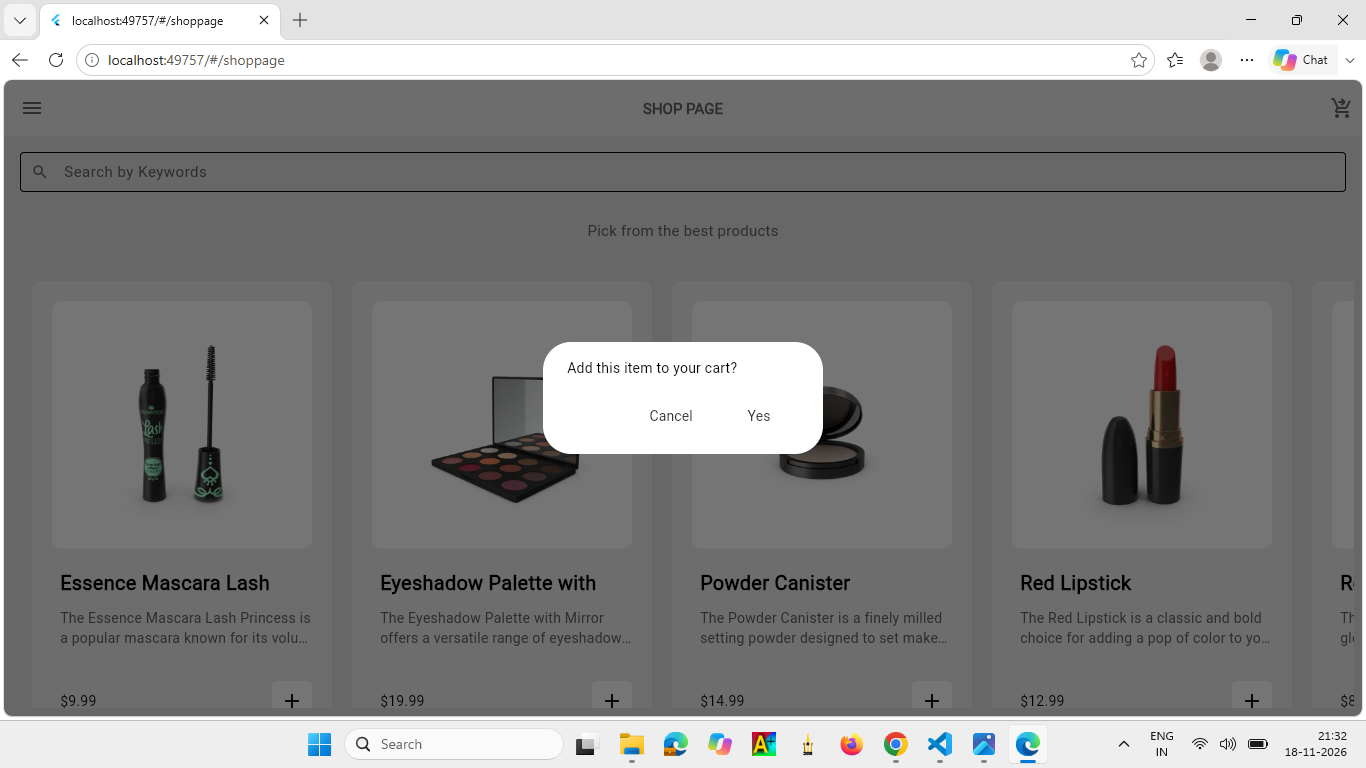 localhost:49757/#/shoppage
localhost:49757/#/shoppage
Chat
SHOP PAGE
Search by Keywords
Pick from the best products
Add this item to your cart?
Cancel Yes
essence
Lash
PRINCESS
Essence Mascara Lash
The Essence Mascara Lash Princess is
a popular mascara known for its volu...
$9.99
Eyeshadow Palette with
The Eyeshadow Palette with Mirror
offers a versatile range of eyeshadow...
$19.99
Powder Canister
The Powder Canister is a finely milled
setting powder designed to set make...
$14.99
Red Lipstick
The Red Lipstick is a classic and bold
choice for adding a pop of color to yo...
$12.99
$8
Search
ENG
IN
21:32
18-11-2026